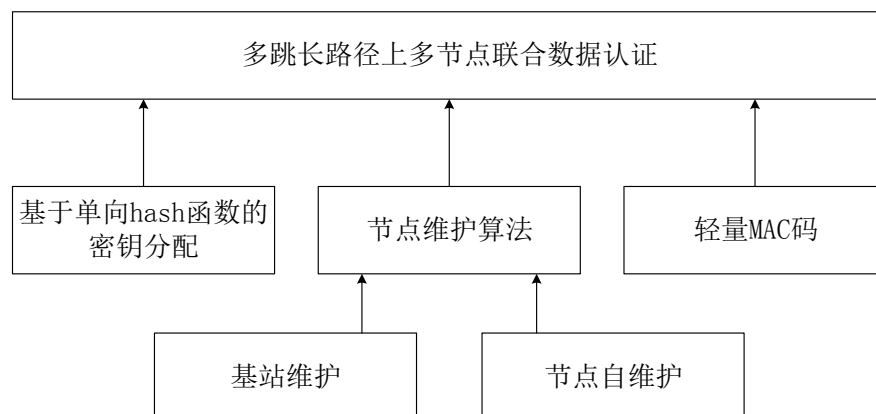 多跳长路径上多节点联合数据认证
基于单向hash函数的
密钥分配
节点维护算法
轻量MAC码
基站维护
节点自维护